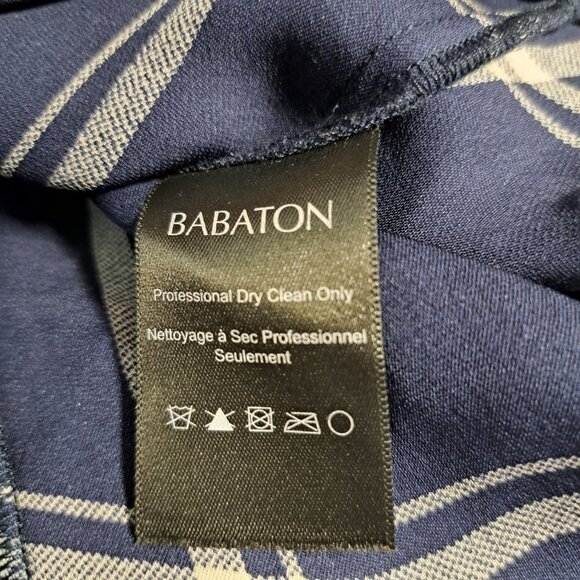 BABATON
Professional Dry Clean Only
Nettoyage à Sec Professionnel
Seulement